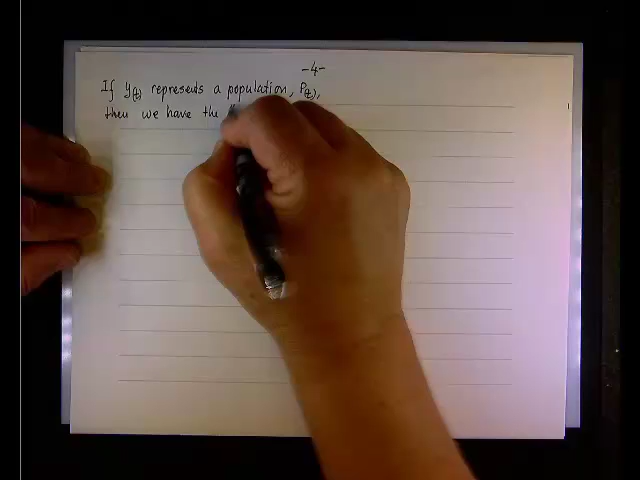 -4-
If y(t) represents a population, P(t),
then we have the